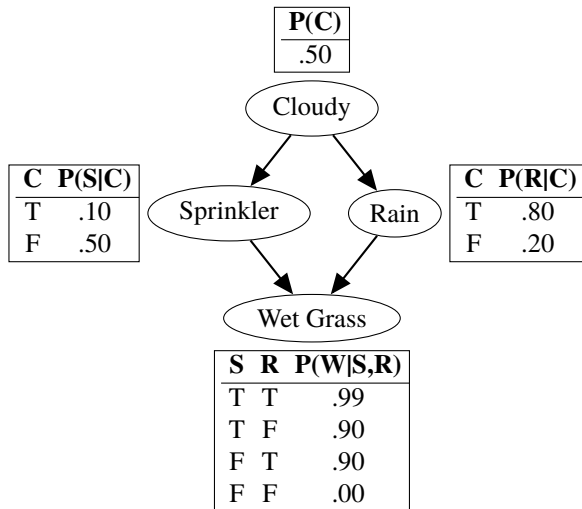 P(C)
.50
Cloudy
C P(S|C)
T .10
F .50
Sprinkler
Rain
C P(R|C)
T .80
F .20
Wet Grass
S R P(W|S,R)
T T .99
T F .90
F T .90
F F .00